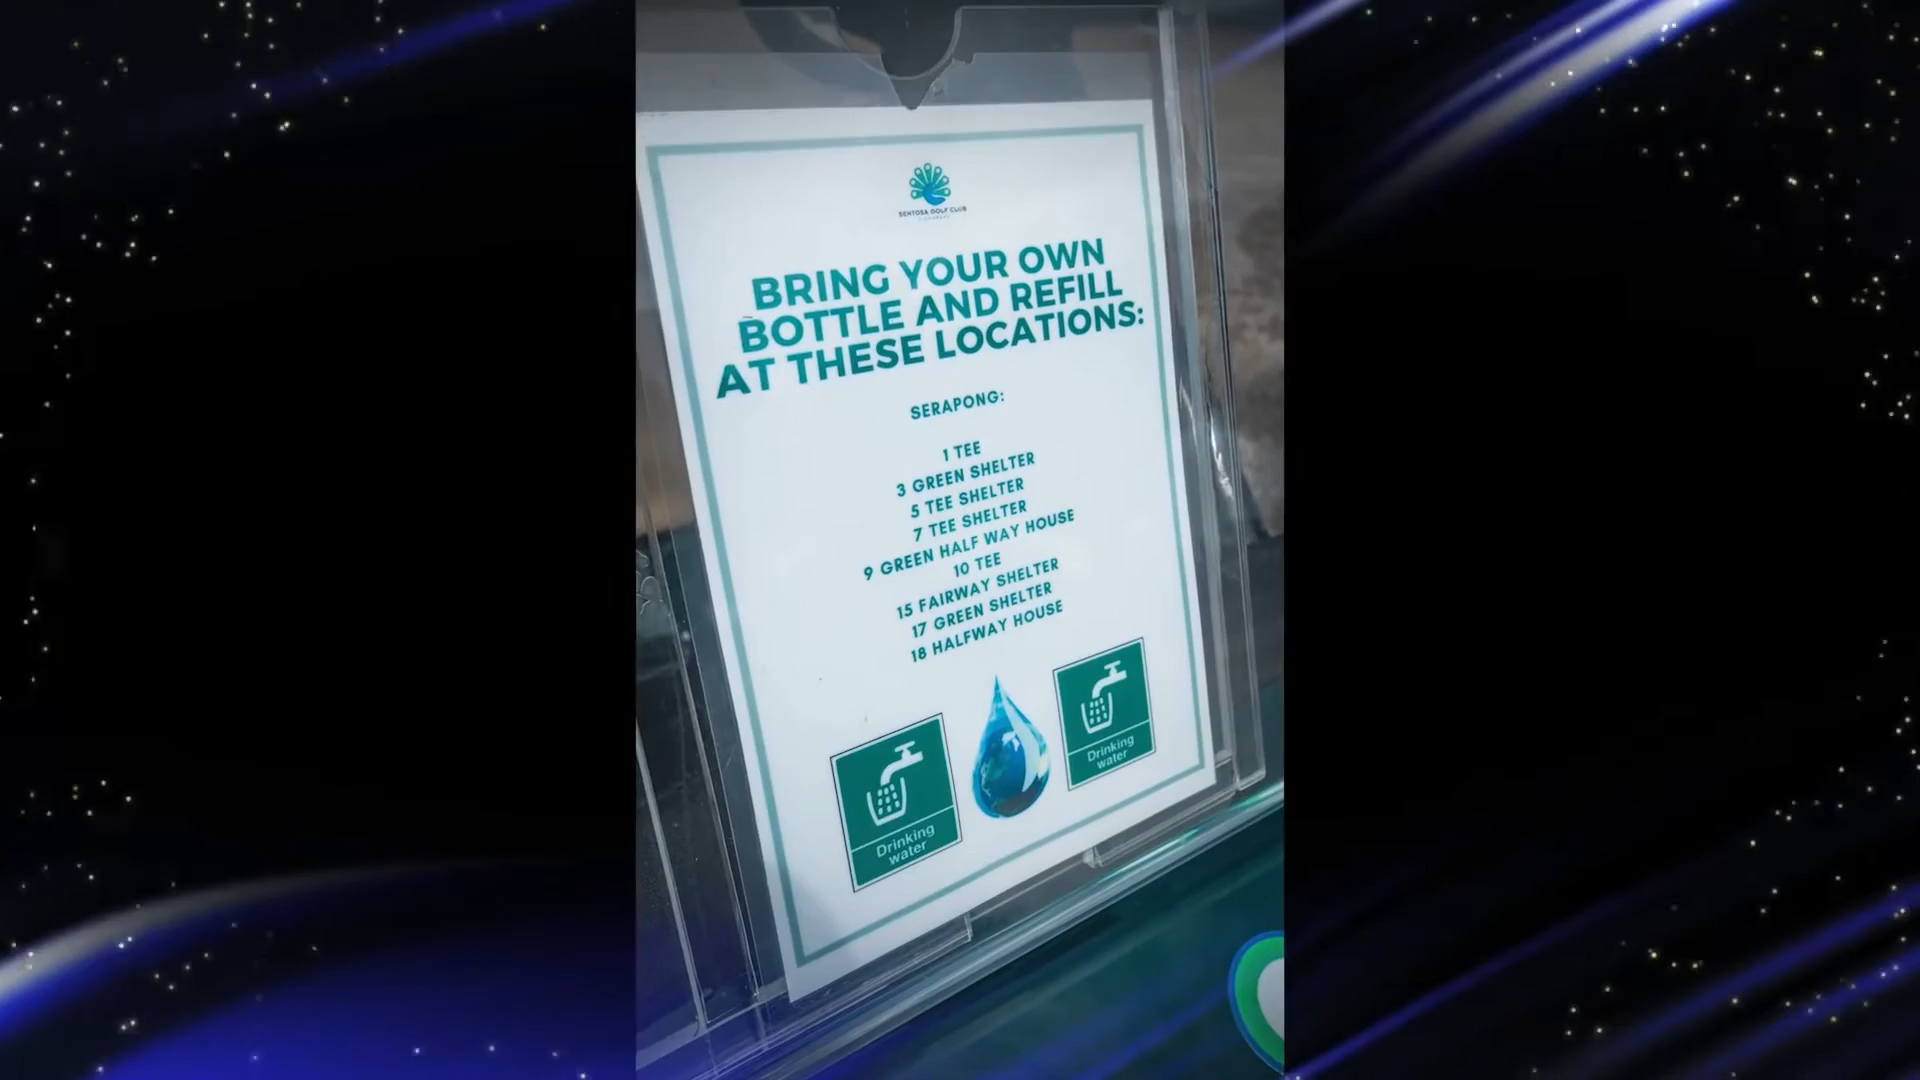 SENTOSA GOLF CLUB
BRING YOUR OWN
BOTTLE AND REFILL
AT THESE LOCATIONS:
SERAPONG:
1 TEE
3 GREEN SHELTER
5 TEE SHELTER
7 TEE SHELTER
9 GREEN HALF WAY HOUSE
10 TEE
15 FAIRWAY SHELTER
17 GREEN SHELTER
18 HALFWAY HOUSE
Drinking
water
Drinking
water